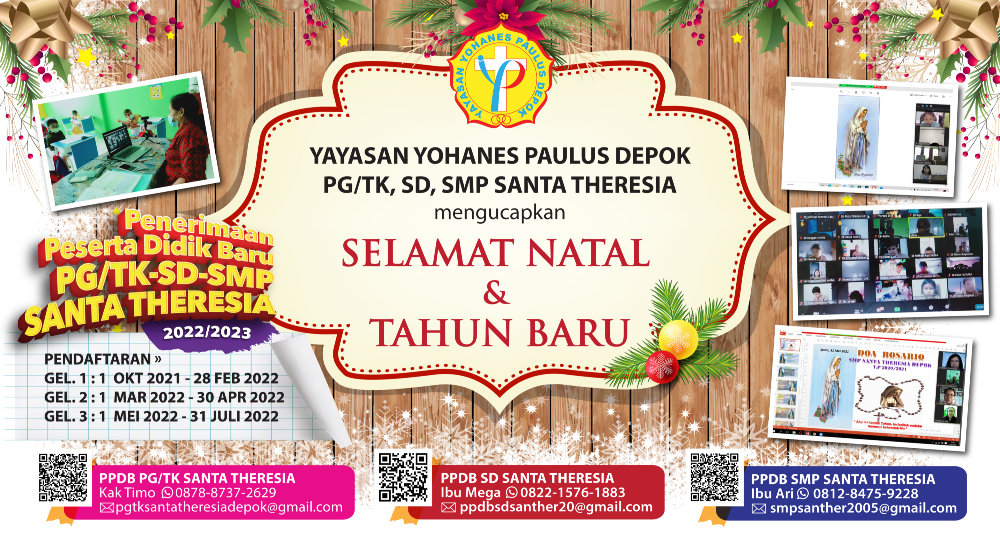 YAYASAN YOHANES PAULUS DEPOK
YAYASAN YOHANES PAULUS DEPOK
PG/TK, SD, SMP SANTA THERESIA
mengucapkan
SELAMAT NATAL
&
TAHUN BARU
Penerimaan
Peserta Didik Baru
PG/TK-SD-SMP
SANTA THERESIA
2022/2023
PENDAFTARAN »
GEL. 1 : 1 OKT 2021 - 28 FEB 2022
GEL. 2 : 1 MAR 2022 - 30 APR 2022
GEL. 3 : 1 MEI 2022 - 31 JULI 2022
DOA ROSARIO
SMP SANTA THERESIA DEPOK
T.P 2020/2021
PPDB PG/TK SANTA THERESIA
Kak Timo 0878-8737-2629
pgtksantatheresiadepok@gmail.com
PPDB SD SANTA THERESIA
Ibu Mega 0822-1576-1883
ppdbsdsanther20@gmail.com
PPDB SMP SANTA THERESIA
Ibu Ari 0812-8475-9228
smpsanther2005@gmail.com